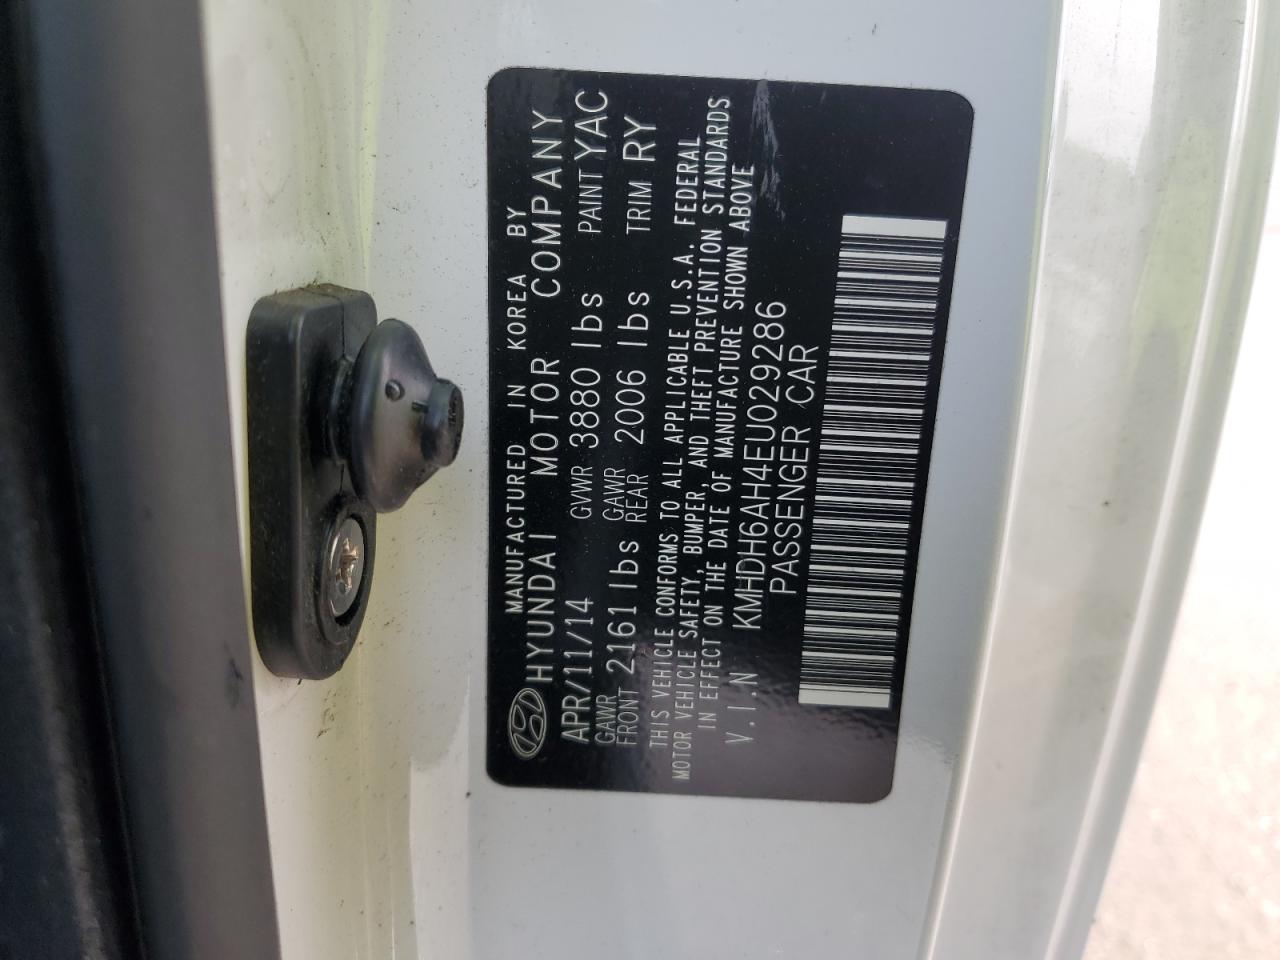 MANUFACTURED IN KOREA BY
HYUNDAI MOTOR COMPANY
APR/11/14 GVWR 3880 lbs PAINT YAC
GAWR FRONT 2161 lbs GAWR REAR 2006 lbs TRIM RY
THIS VEHICLE CONFORMS TO ALL APPLICABLE U.S.A. FEDERAL
MOTOR VEHICLE SAFETY, BUMPER, AND THEFT PREVENTION STANDARDS
IN EFFECT ON THE DATE OF MANUFACTURE SHOWN ABOVE
V.I.N KMHDH6AH4EU029286
PASSENGER CAR